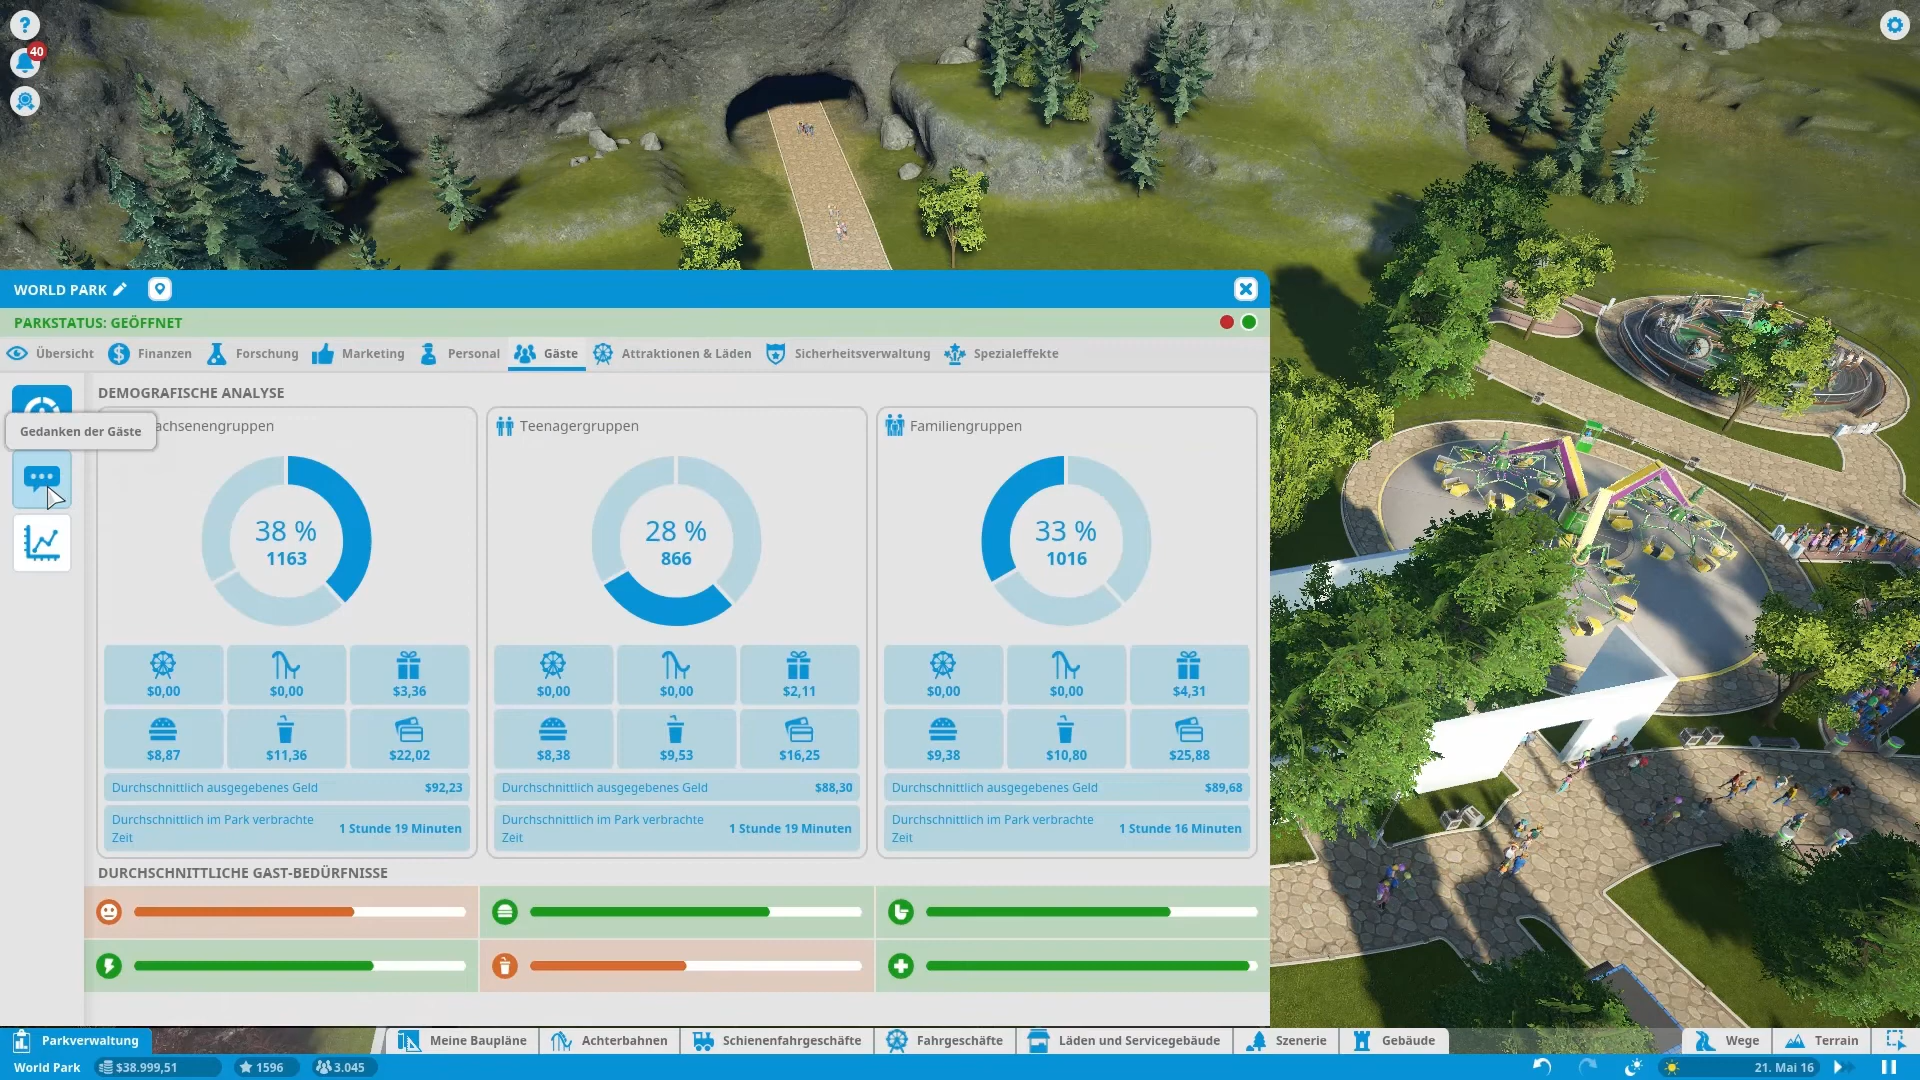 ?
40
WORLD PARK
PARKSTATUS: GEÖFFNET
Übersicht
Finanzen
Forschung
Marketing
Personal
Gäste
Attraktionen & Läden
Sicherheitsverwaltung
Spezialeffekte
DEMOGRAFISCHE ANALYSE
Gedanken der Gäste
achsenengruppen
Teenagergruppen
Familiengruppen
38 %
1163
28 %
866
33 %
1016
$0,00
$0,00
$3,36
$0,00
$0,00
$2,11
$0,00
$0,00
$4,31
$8,87
$11,36
$22,02
$8,38
$9,53
$16,25
$9,38
$10,80
$25,88
Durchschnittlich ausgegebenes Geld $92,23
Durchschnittlich ausgegebenes Geld $88,30
Durchschnittlich ausgegebenes Geld $89,68
Durchschnittlich im Park verbrachte
Zeit
1 Stunde 19 Minuten
Durchschnittlich im Park verbrachte
Zeit
1 Stunde 19 Minuten
Durchschnittlich im Park verbrachte
Zeit
1 Stunde 16 Minuten
DURCHSCHNITTLICHE GAST-BEDÜRFNISSE
Parkverwaltung
Meine Baupläne
Achterbahnen
Schienenfahrgeschäfte
Fahrgeschäfte
Läden und Servicegebäude
Szenerie
Gebäude
Wege
Terrain
World Park
$38.999,51
1596
3.045
21. Mai 16